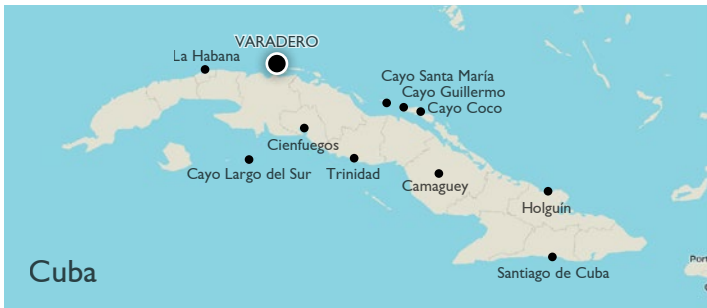 VARADERO
La Habana
Cayo Santa María
Cayo Guillermo
Cayo Coco
Cienfuegos
Cayo Largo del Sur
Trinidad
Camaguey
Holguín
Cuba
Santiago de Cuba